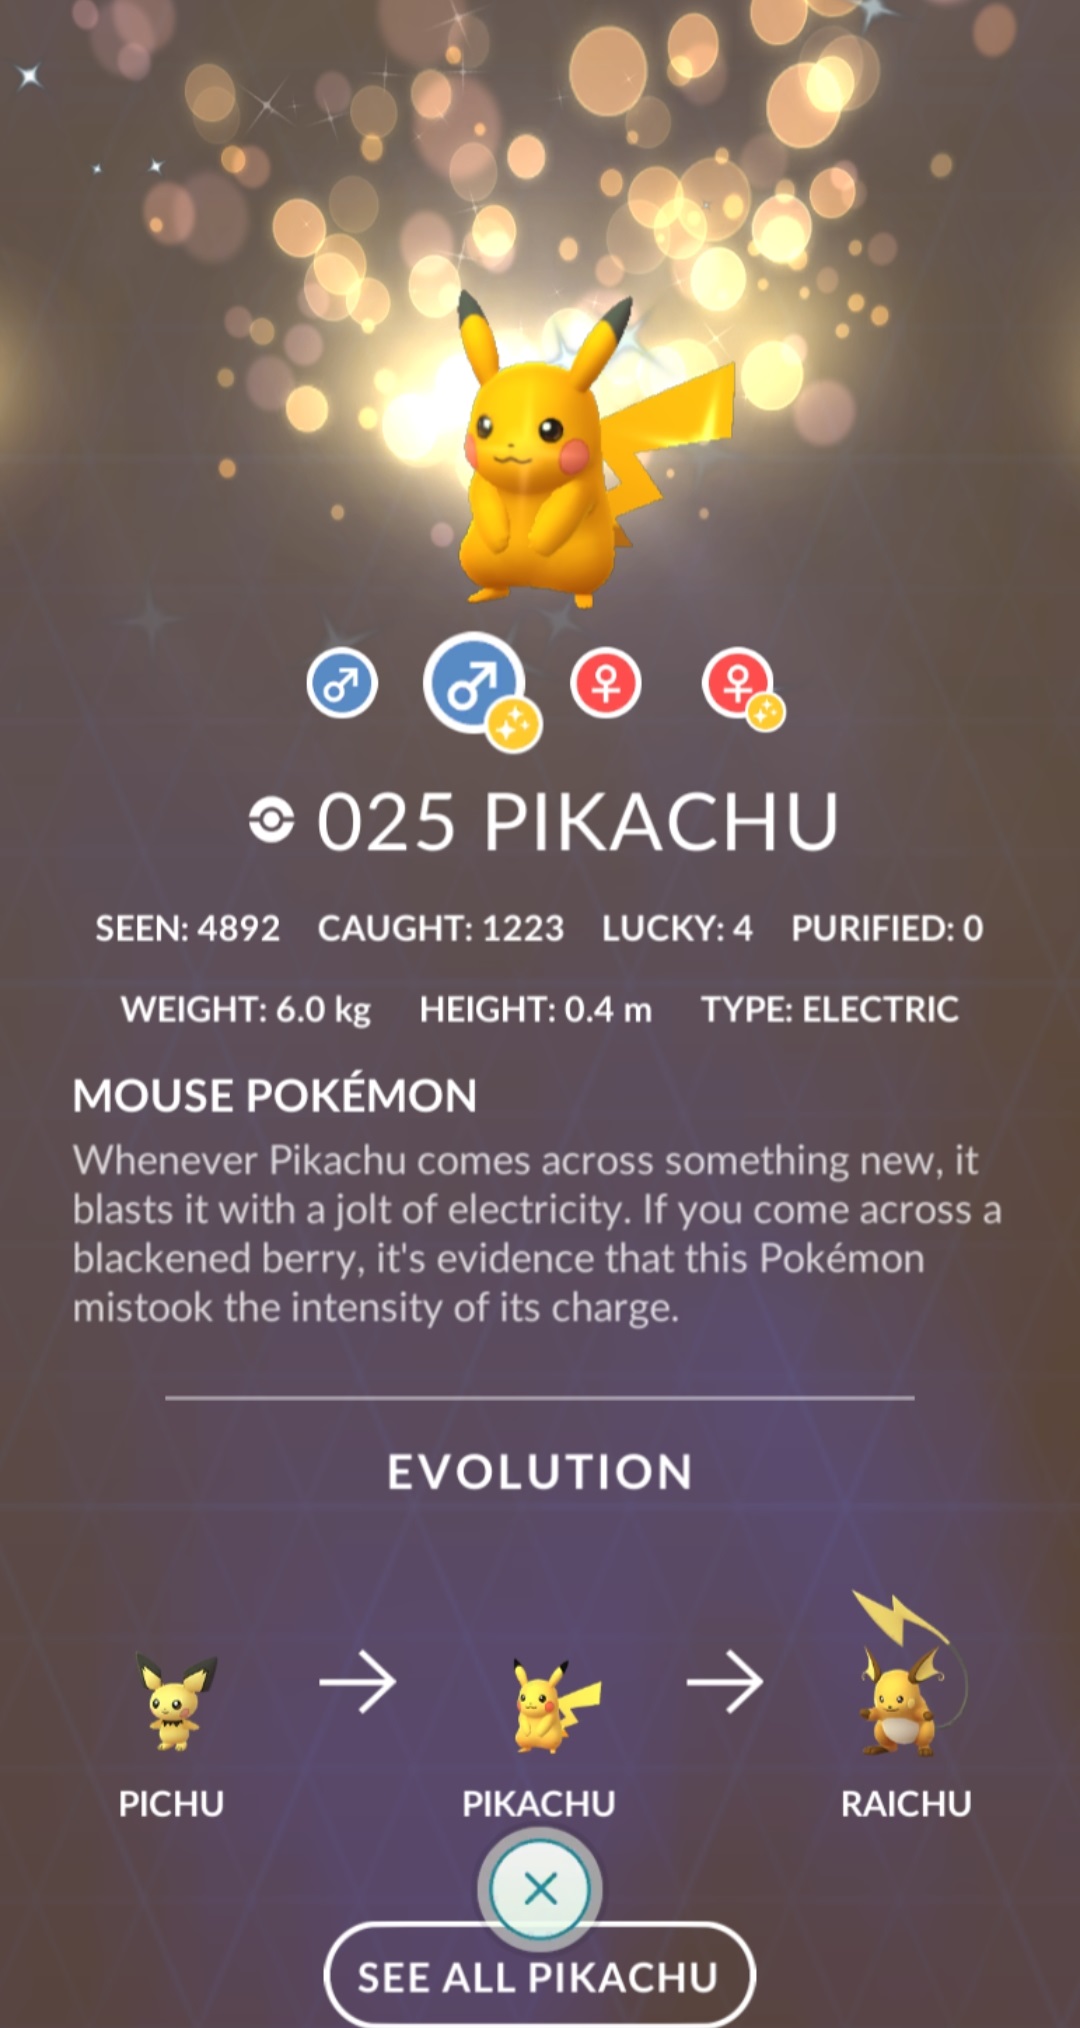 025 PIKACHU
SEEN: 4892 CAUGHT: 1223 LUCKY: 4 PURIFIED: 0
WEIGHT: 6.0 kg HEIGHT: 0.4 m TYPE: ELECTRIC
MOUSE POKÉMON
Whenever Pikachu comes across something new, it
blasts it with a jolt of electricity. If you come across a
blackened berry, it's evidence that this Pokémon
mistook the intensity of its charge.
EVOLUTION
PICHU PIKACHU RAICHU
SEE ALL PIKACHU